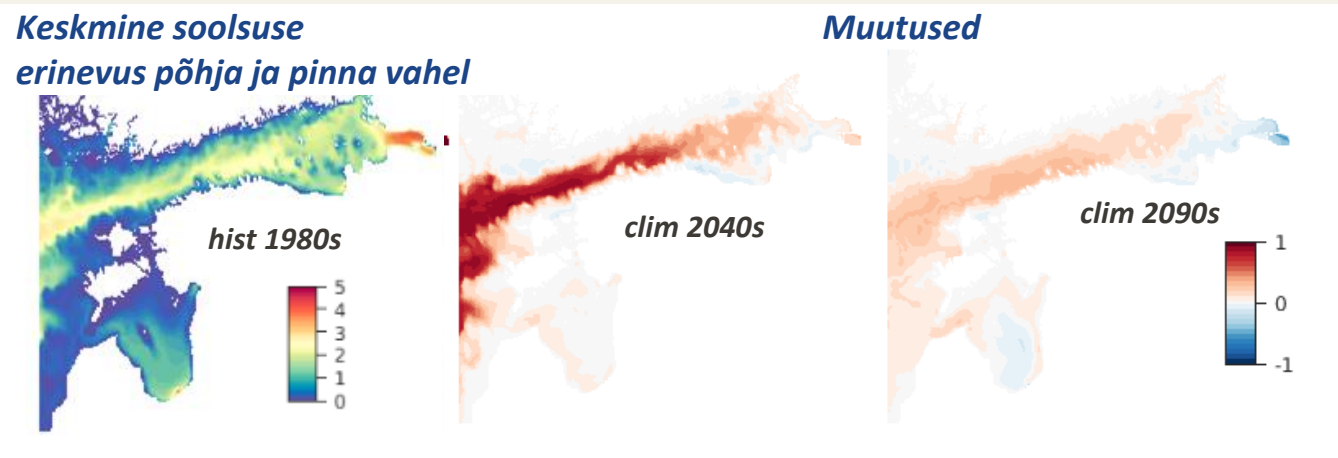 Keskmine soolsuse
erinevus põhja ja pinna vahel
Muutused
hist 1980s
5
4
3
2
1
0
clim 2040s
clim 2090s
1
0
-1